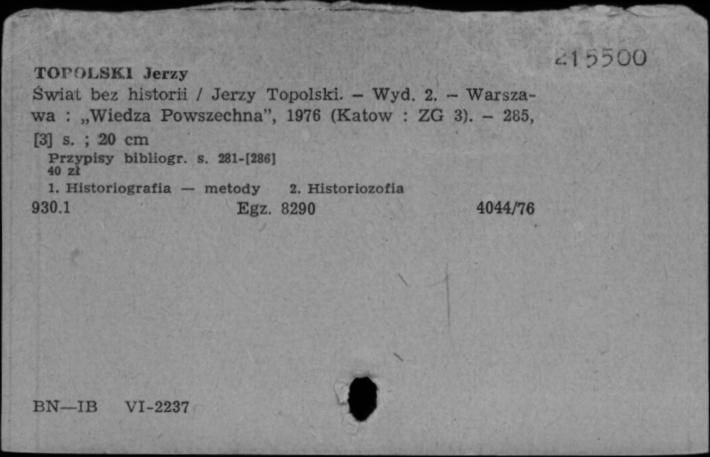 215500
TOPOLSKI Jerzy
Świat bez historii / Jerzy Topolski. – Wyd. 2. – Warsza-
wa : „Wiedza Powszechna”, 1976 (Katow : ZG 3). – 285,
[3] s. ; 20 cm
Przypisy bibliogr. s. 281-[286]
40 zł
1. Historiografia — metody 2. Historiozofia
930.1 Egz. 8290 4044/76
BN—IB VI-2237